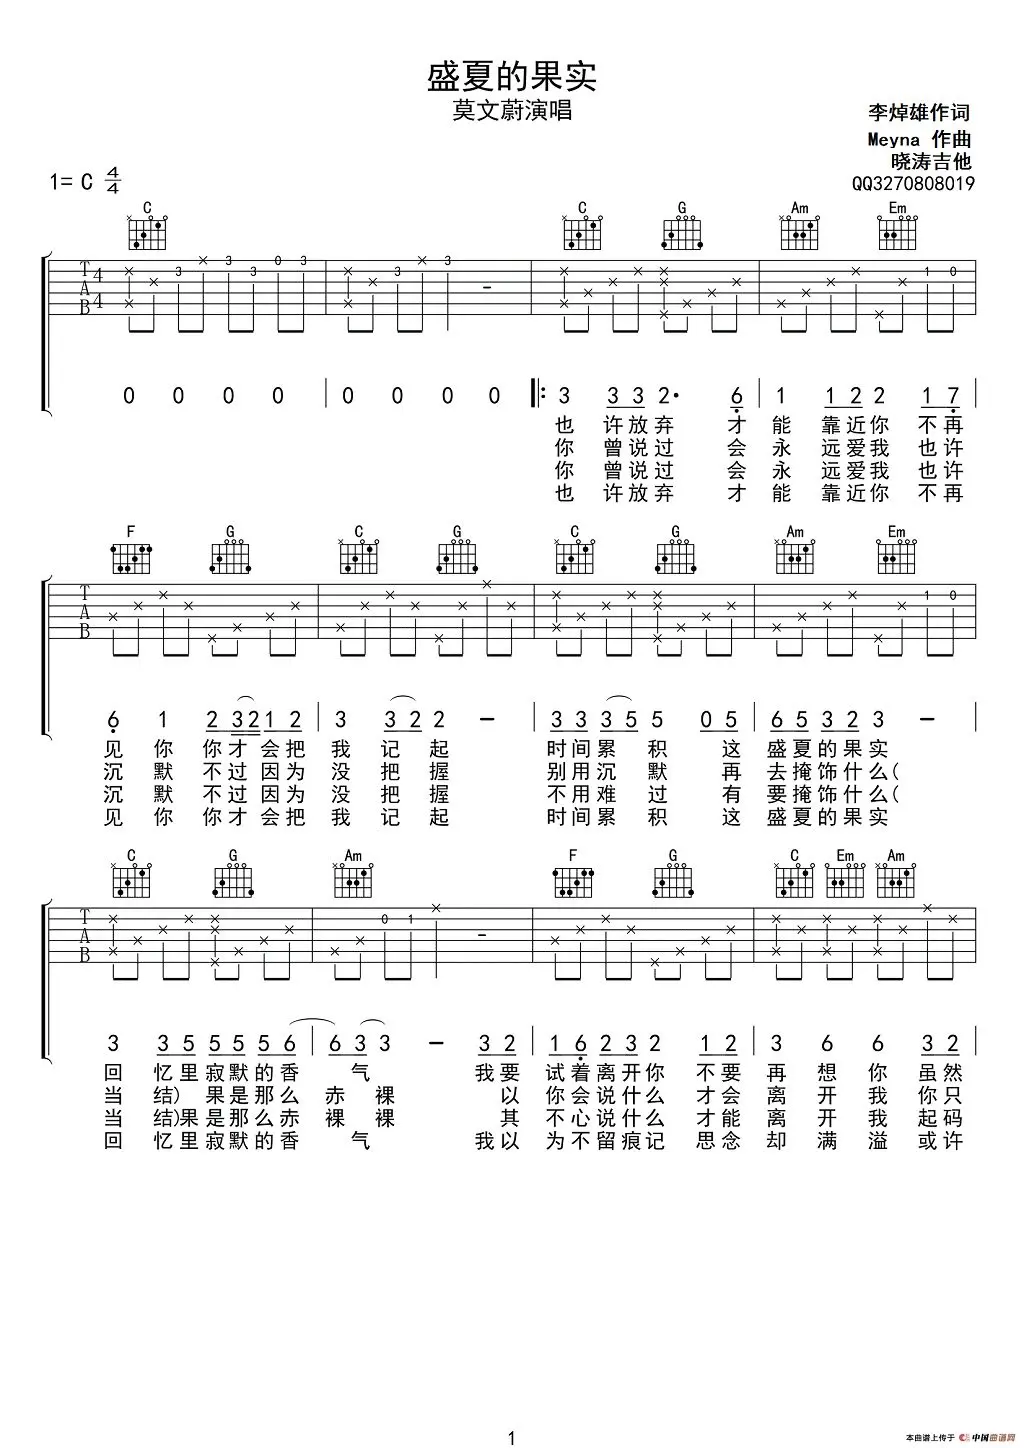 盛夏的果实
莫文蔚演唱
李焯雄作词
Meyna 作曲
晓涛吉他
QQ3270808019
1= C 4/4
C C G Am Em
T 4 3 3 3 0 3 3 3 1 0
A
B 4
0 0 0 0 0 0 0 0 3 3 3 2· 6 1 1 2 2 1 7
也 许放弃 才 能 靠近你 不再
你 曾说过 会 永 远爱我 也许
你 曾说过 会 永 远爱我 也许
也 许放弃 才 能 靠近你 不再
F G C G C G Am Em
T 1 0
A
B
6 1 2 3 2 1 2 3 3 2 2 — 3 3 3 5 5 0 5 6 5 3 2 3 —
见 你 你才会把 我 记 起 时间累 积 这 盛夏的果实
沉 默 不过因为 没 把 握 别用沉 默 再 去掩饰什么(
沉 默 不过因为 没 把 握 不用难 过 有 要掩饰什么(
见 你 你才会把 我 记 起 时间累 积 这 盛夏的果实
C G Am F G C Em Am
T 0 1
A
B
3 3 5 5 5 5 6 6 3 3 — 3 2 1 6 2 3 2 1 2 3 6 6 3 2
回 忆里寂默的香 气 我要 试着离开你 不要 再 想 你 虽然
当 结) 果是那么 赤 裸 以 你会说什么 才会 离 开 我 你只
当 结)果是那么赤 裸 裸 其 不心说什么 才能 离 开 我 起码
回 忆里寂默的香 气 我以 为不留痕记 思念 却 满 溢 或许
1
本曲谱上传于 中国曲谱网